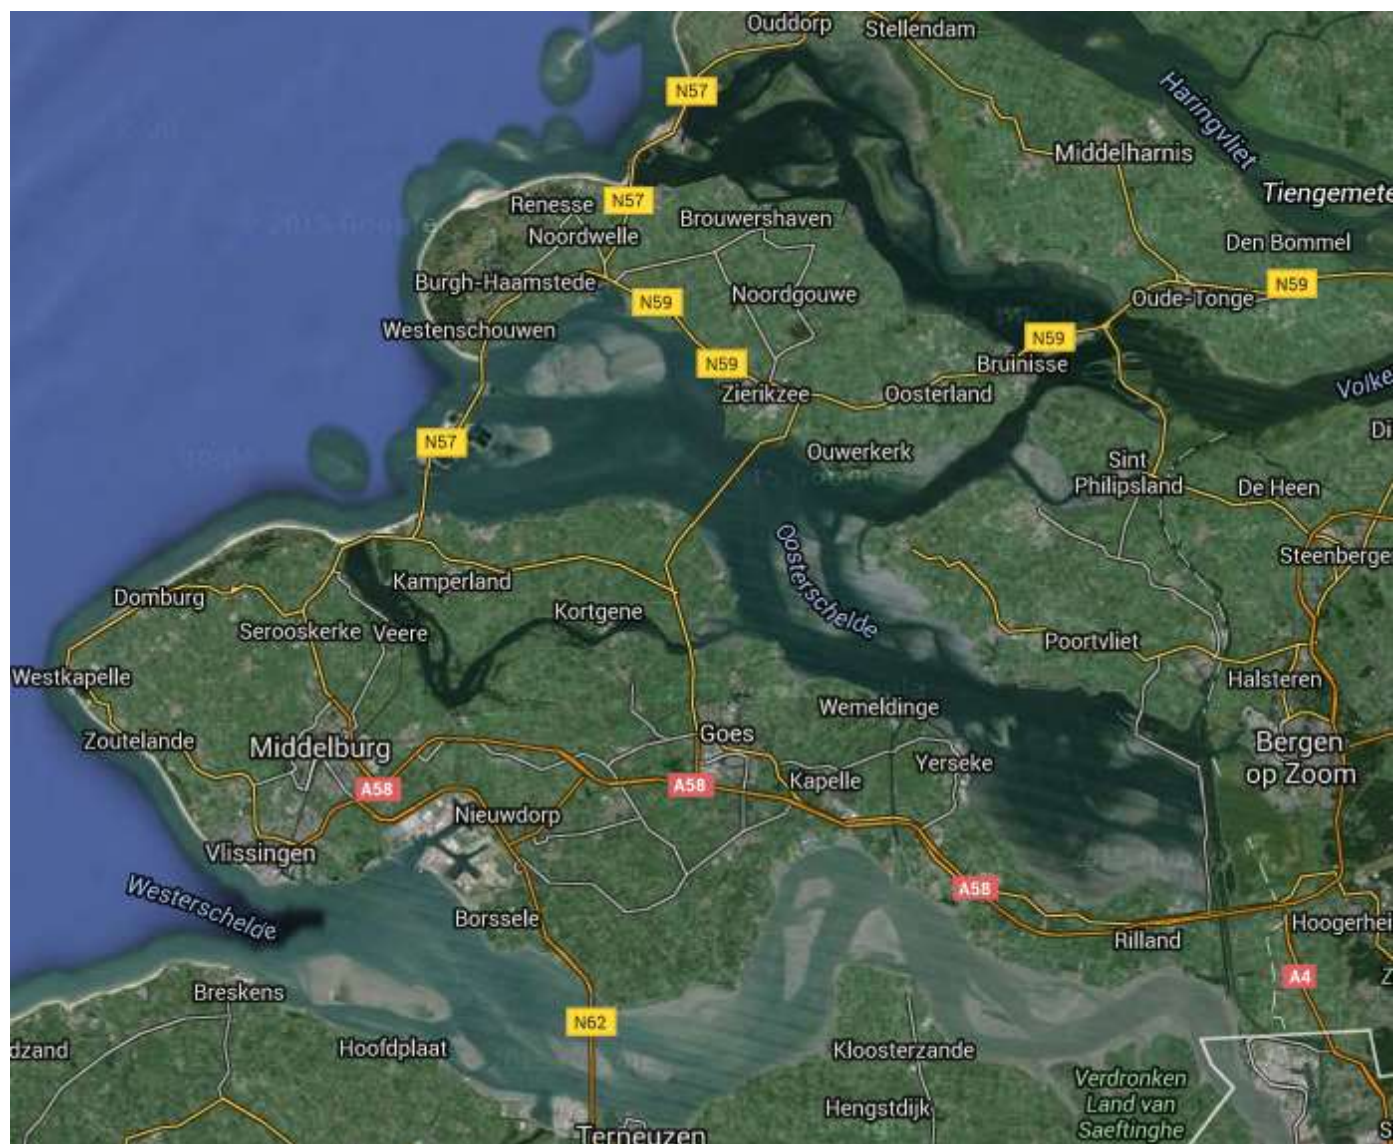 Ouddorp
Stellendam
N57
Haringvliet
Middelharnis
Tiengemete
N57
Renesse
Brouwershaven
Noordwelle
Den Bommel
Burgh-Haamstede
N59
Noordgouwe
Oude-Tonge
N59
Westenschouwen
N59
N59
Bruinisse
Zierikzee
Oosterland
Volke
N57
Di
Ouwerkerk
Sint
Philipsland
De Heen
Oosterschelde
Steenberge
Kamperland
Domburg
Kortgene
Serooskerke
Veere
Poortvliet
Westkapelle
Halsteren
Wemeldinge
Zoutelande
Middelburg
Goes
Bergen
op Zoom
Yerseke
A58
A58
Kapelle
Nieuwdorp
Vlissingen
Westerschelde
A58
Borssele
Hoogerhei
Rilland
A4
Z
Breskens
N62
dzand
Hoofdplaat
Kloosterzande
Verdronken
Land van
Saeftinghe
Hengstdijk
Terneuzen
S